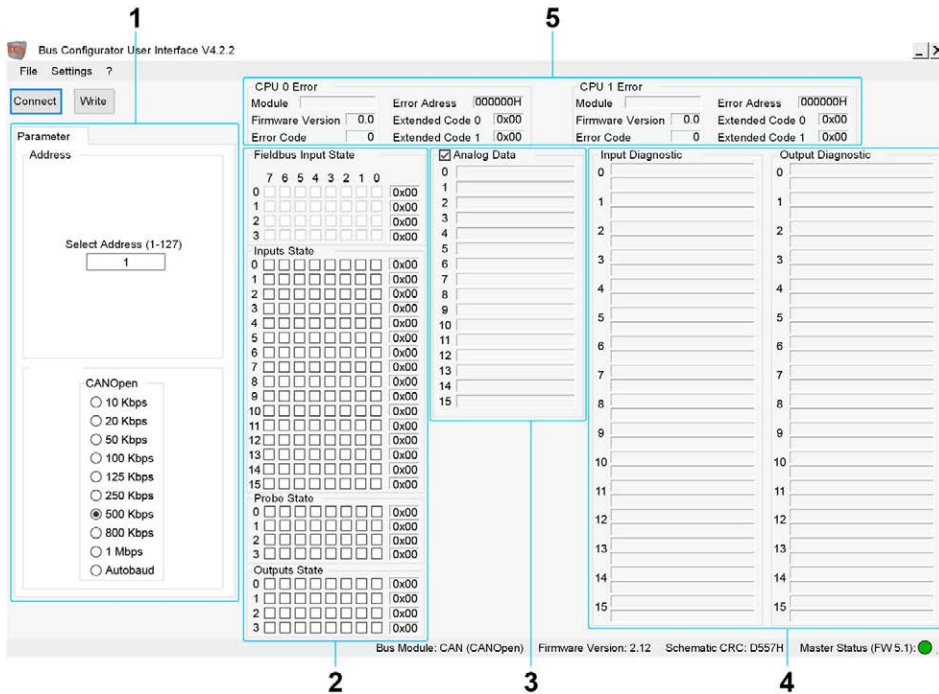 1
5
Bus Configurator User Interface V4.2.2
File Settings ?
Connect Write
CPU 0 Error
Module
Error Adress 000000H
Firmware Version 0.0
Extended Code 0 0x00
Error Code 0
Extended Code 1 0x00
CPU 1 Error
Module
Error Adress 000000H
Firmware Version 0.0
Extended Code 0 0x00
Error Code 0
Extended Code 1 0x00
Parameter
Address
Select Address (1-127)
1
CANOpen
10 Kbps
20 Kbps
50 Kbps
100 Kbps
125 Kbps
250 Kbps
500 Kbps
800 Kbps
1 Mbps
Autobaud
Fieldbus Input State
7 6 5 4 3 2 1 0
0 0x00
1 0x00
2 0x00
3 0x00
Inputs State
0 0x00
1 0x00
2 0x00
3 0x00
4 0x00
5 0x00
6 0x00
7 0x00
8 0x00
9 0x00
10 0x00
11 0x00
12 0x00
13 0x00
14 0x00
15 0x00
Probe State
0 0x00
1 0x00
2 0x00
3 0x00
Outputs State
0 0x00
1 0x00
2 0x00
3 0x00
Analog Data
0
1
2
3
4
5
6
7
8
9
10
11
12
13
14
15
Input Diagnostic
0
1
2
3
4
5
6
7
8
9
10
11
12
13
14
15
Output Diagnostic
0
1
2
3
4
5
6
7
8
9
10
11
12
13
14
15
Bus Module: CAN (CANOpen) Firmware Version: 2.12 Schematic CRC: D557H Master Status (FW 5.1):
2
3
4